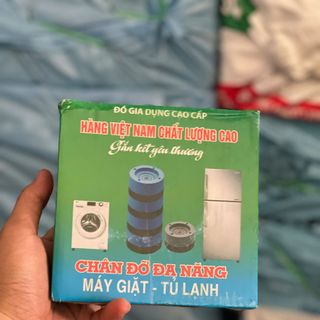 ĐỒ GIA DỤNG CAO CẤP
HÀNG VIỆT NAM CHẤT LƯỢNG CAO
Gắn kết yêu thương
CHÂN ĐỠ ĐA NĂNG
MÁY GIẶT - TỦ LẠNH